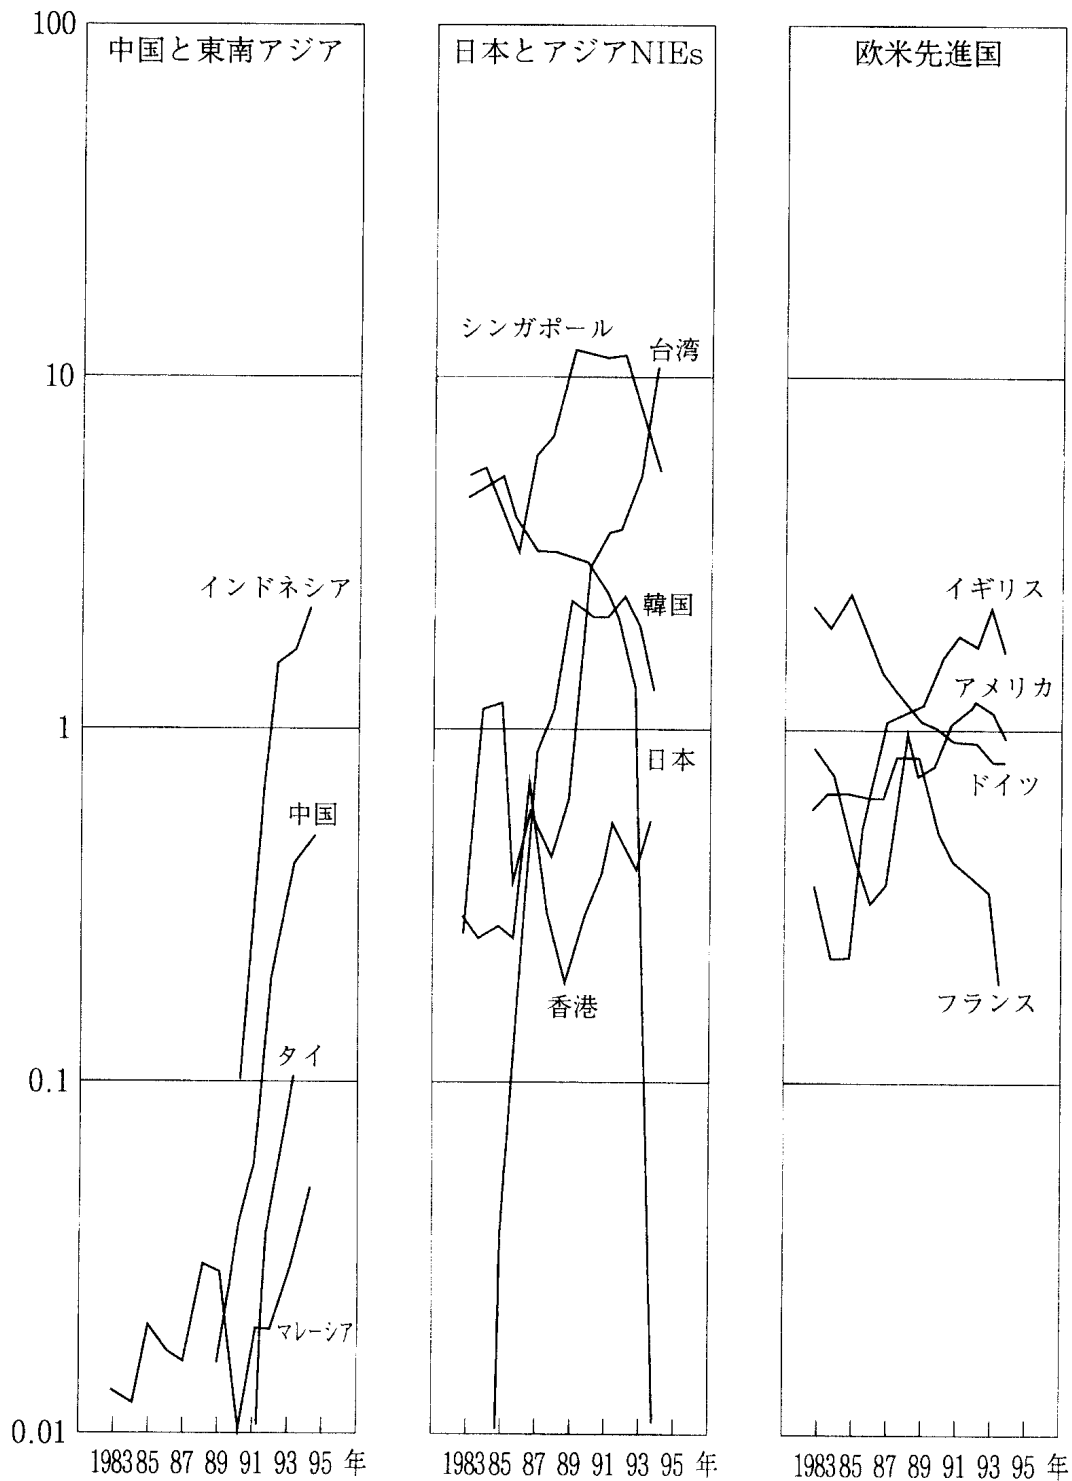 100
10
1
0.1
0.01
中国と東南アジア
インドネシア
中国
タイ
マレーシア
1983 85 87 89 91 93 95 年
日本とアジアNIEs
シンガポール
台湾
韓国
日本
香港
1983 85 87 89 91 93 95 年
欧米先進国
イギリス
アメリカ
ドイツ
フランス
1983 85 87 89 91 93 95 年